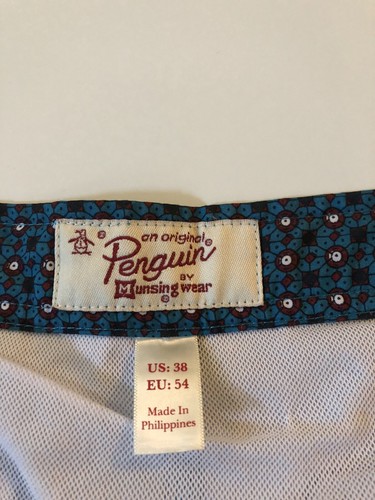 an original®
Penguin®
BY
Munsingwear
®
US: 38
EU: 54
Made In
Philippines